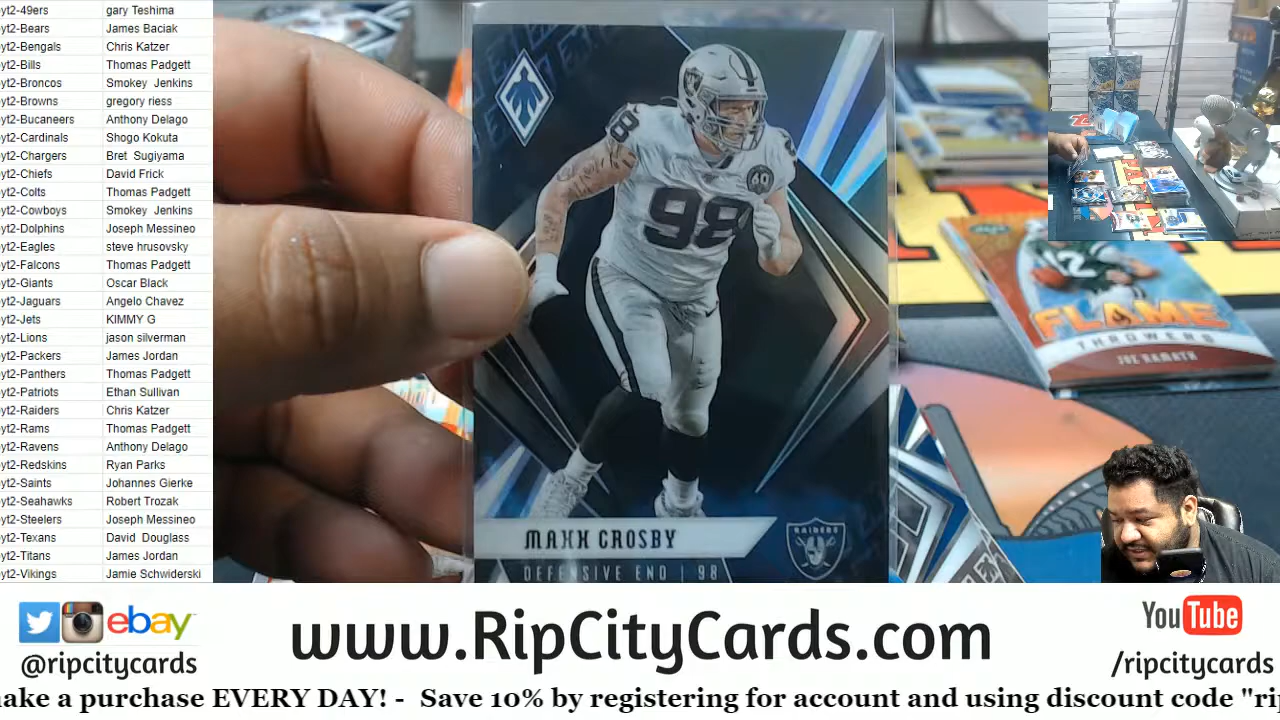 yt2-49ers gary Teshima
yt2-Bears James Baciak
yt2-Bengals Chris Katzer
yt2-Bills Thomas Padgett
yt2-Broncos Smokey Jenkins
yt2-Browns gregory riess
yt2-Bucaneers Anthony Delago
yt2-Cardinals Shogo Kokuta
yt2-Chargers Bret Sugiyama
yt2-Chiefs David Frick
yt2-Colts Thomas Padgett
yt2-Cowboys Smokey Jenkins
yt2-Dolphins Joseph Messineo
yt2-Eagles steve hrusovsky
yt2-Falcons Thomas Padgett
yt2-Giants Oscar Black
yt2-Jaguars Angelo Chavez
yt2-Jets KIMMY G
yt2-Lions jason silverman
yt2-Packers James Jordan
yt2-Panthers Thomas Padgett
yt2-Patriots Ethan Sullivan
yt2-Raiders Chris Katzer
yt2-Rams Thomas Padgett
yt2-Ravens Anthony Delago
yt2-Redskins Ryan Parks
yt2-Saints Johannes Gierke
yt2-Seahawks Robert Trozak
yt2-Steelers Joseph Messineo
yt2-Texans David Douglass
yt2-Titans James Jordan
yt2-Vikings Jamie Schwiderski
98
98
60
MAXX CROSBY
DEFENSIVE END | 98
RAIDERS
12
FLAME
THROWERS
JOE NAMATH
ebay
@ripcitycards
www.RipCityCards.com
YouTube
/ripcitycards
make a purchase EVERY DAY! - Save 10% by registering for account and using discount code "rip